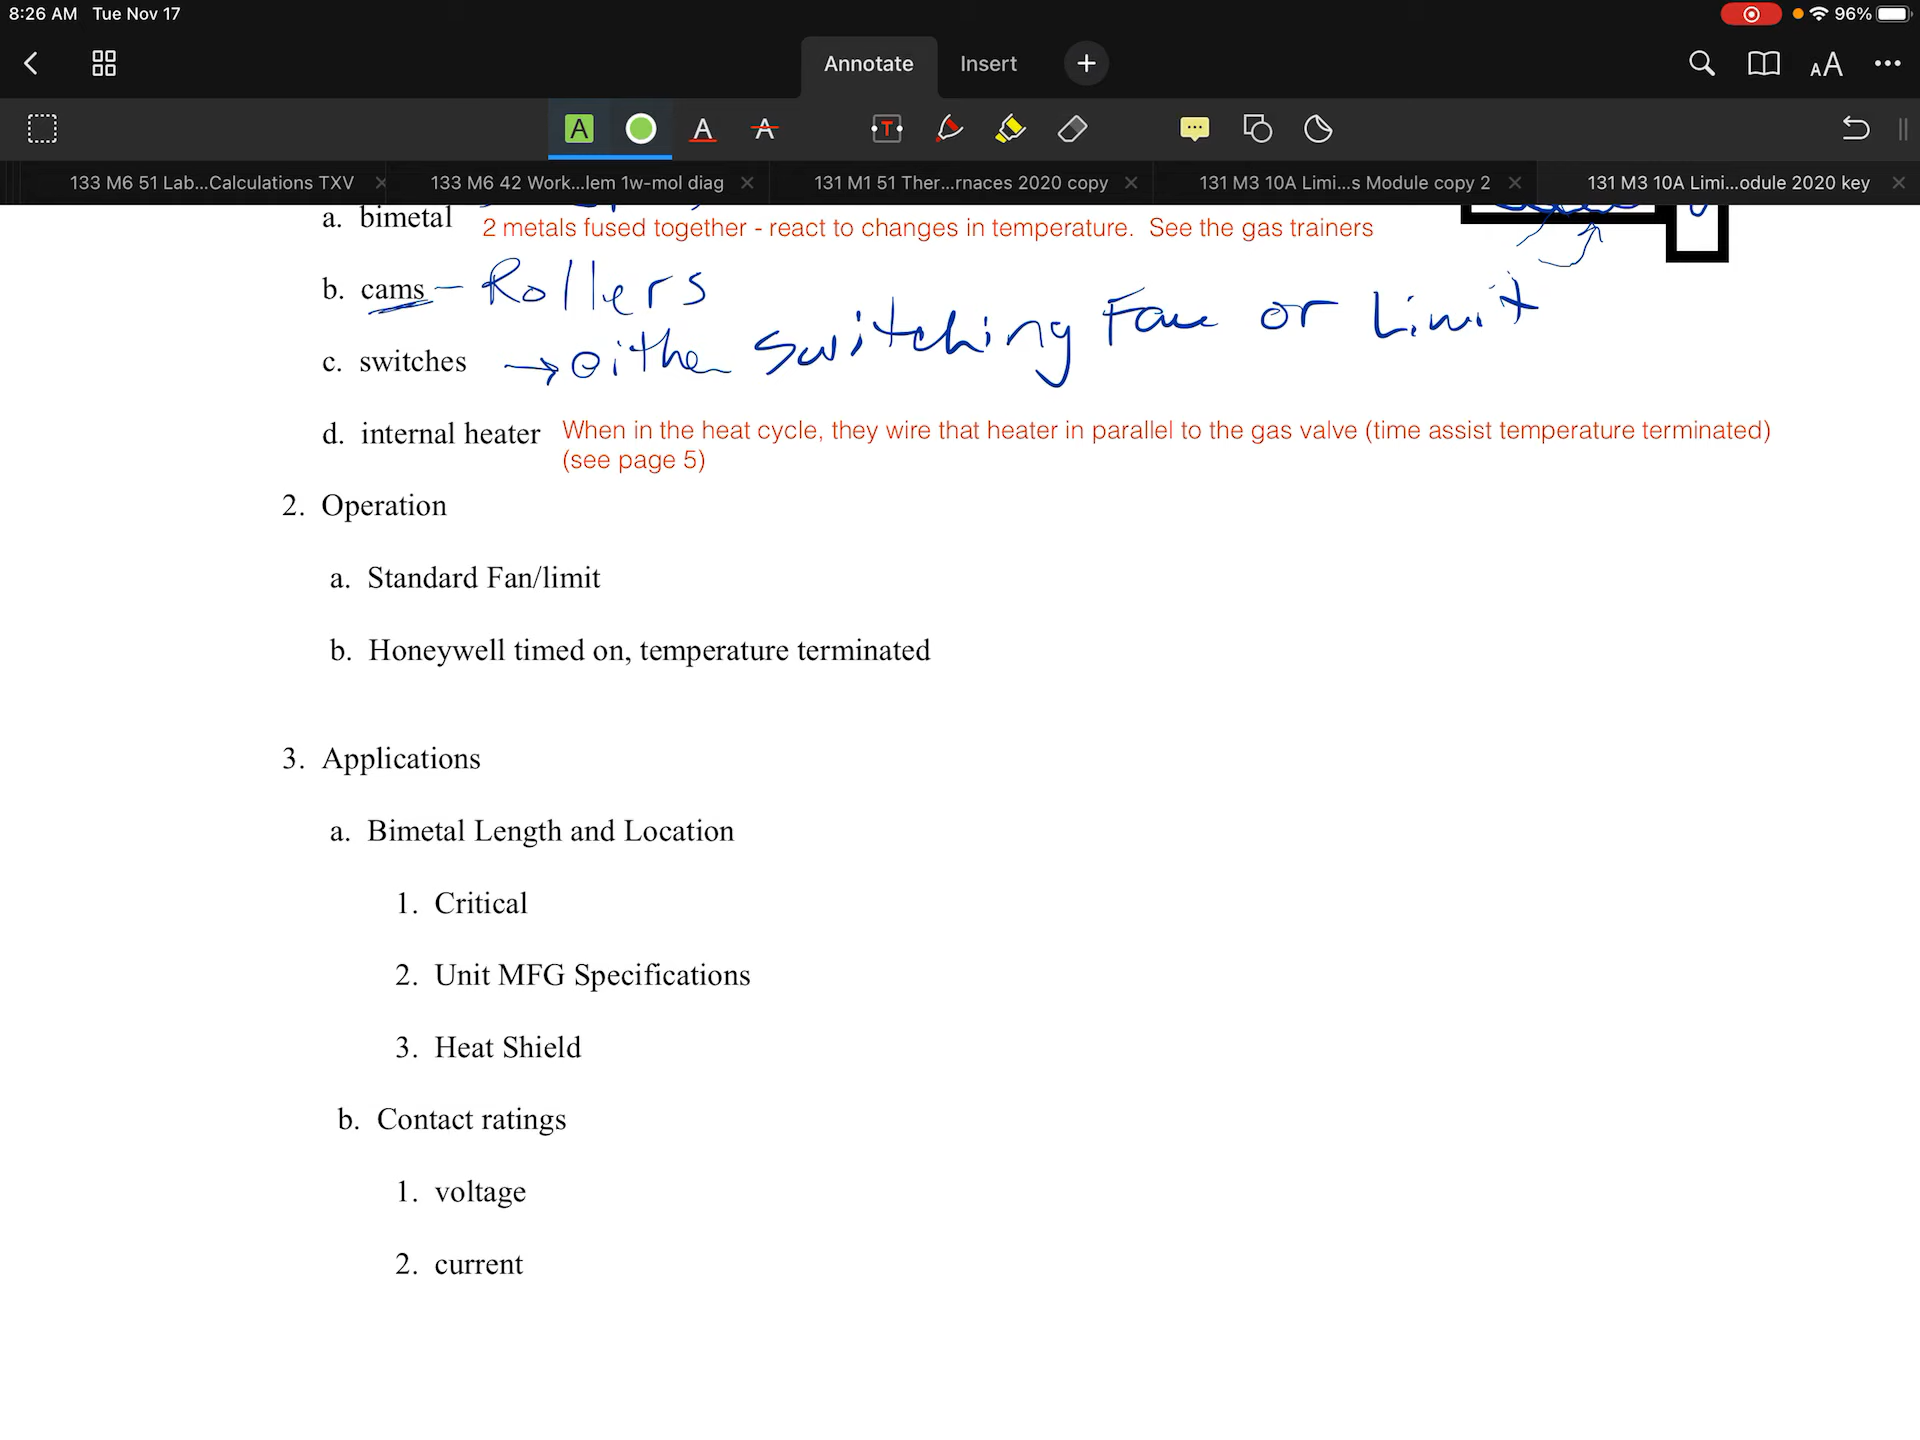 8:26 AM Tue Nov 17
96%
Annotate Insert
A A A T AA
133 M6 51 Lab...Calculations TXV
133 M6 42 Work...lem 1w-mol diag
131 M1 51 Ther...rnaces 2020 copy
131 M3 10A Limi...s Module copy 2
131 M3 10A Limi...odule 2020 key
a. bimetal 2 metals fused together - react to changes in temperature. See the gas trainers
b. cams - Rollers
c. switches → either switching Fan or Limit
d. internal heater When in the heat cycle, they wire that heater in parallel to the gas valve (time assist temperature terminated)
(see page 5)
2. Operation
a. Standard Fan/limit
b. Honeywell timed on, temperature terminated
3. Applications
a. Bimetal Length and Location
1. Critical
2. Unit MFG Specifications
3. Heat Shield
b. Contact ratings
1. voltage
2. current